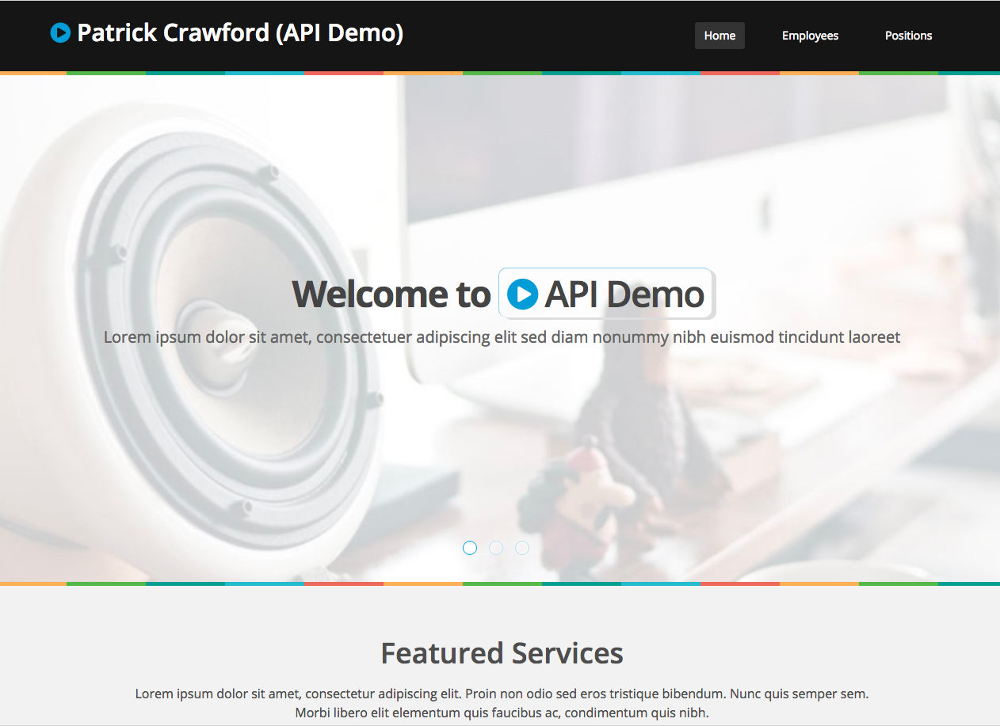 Patrick Crawford (API Demo)
Home Employees Positions
Welcome to API Demo
Lorem ipsum dolor sit amet, consectetuer adipiscing elit sed diam nonummy nibh euismod tincidunt laoreet
Featured Services
Lorem ipsum dolor sit amet, consectetur adipiscing elit. Proin non odio sed eros tristique bibendum. Nunc quis semper sem.
Morbi libero elit elementum quis faucibus ac, condimentum quis nibh.